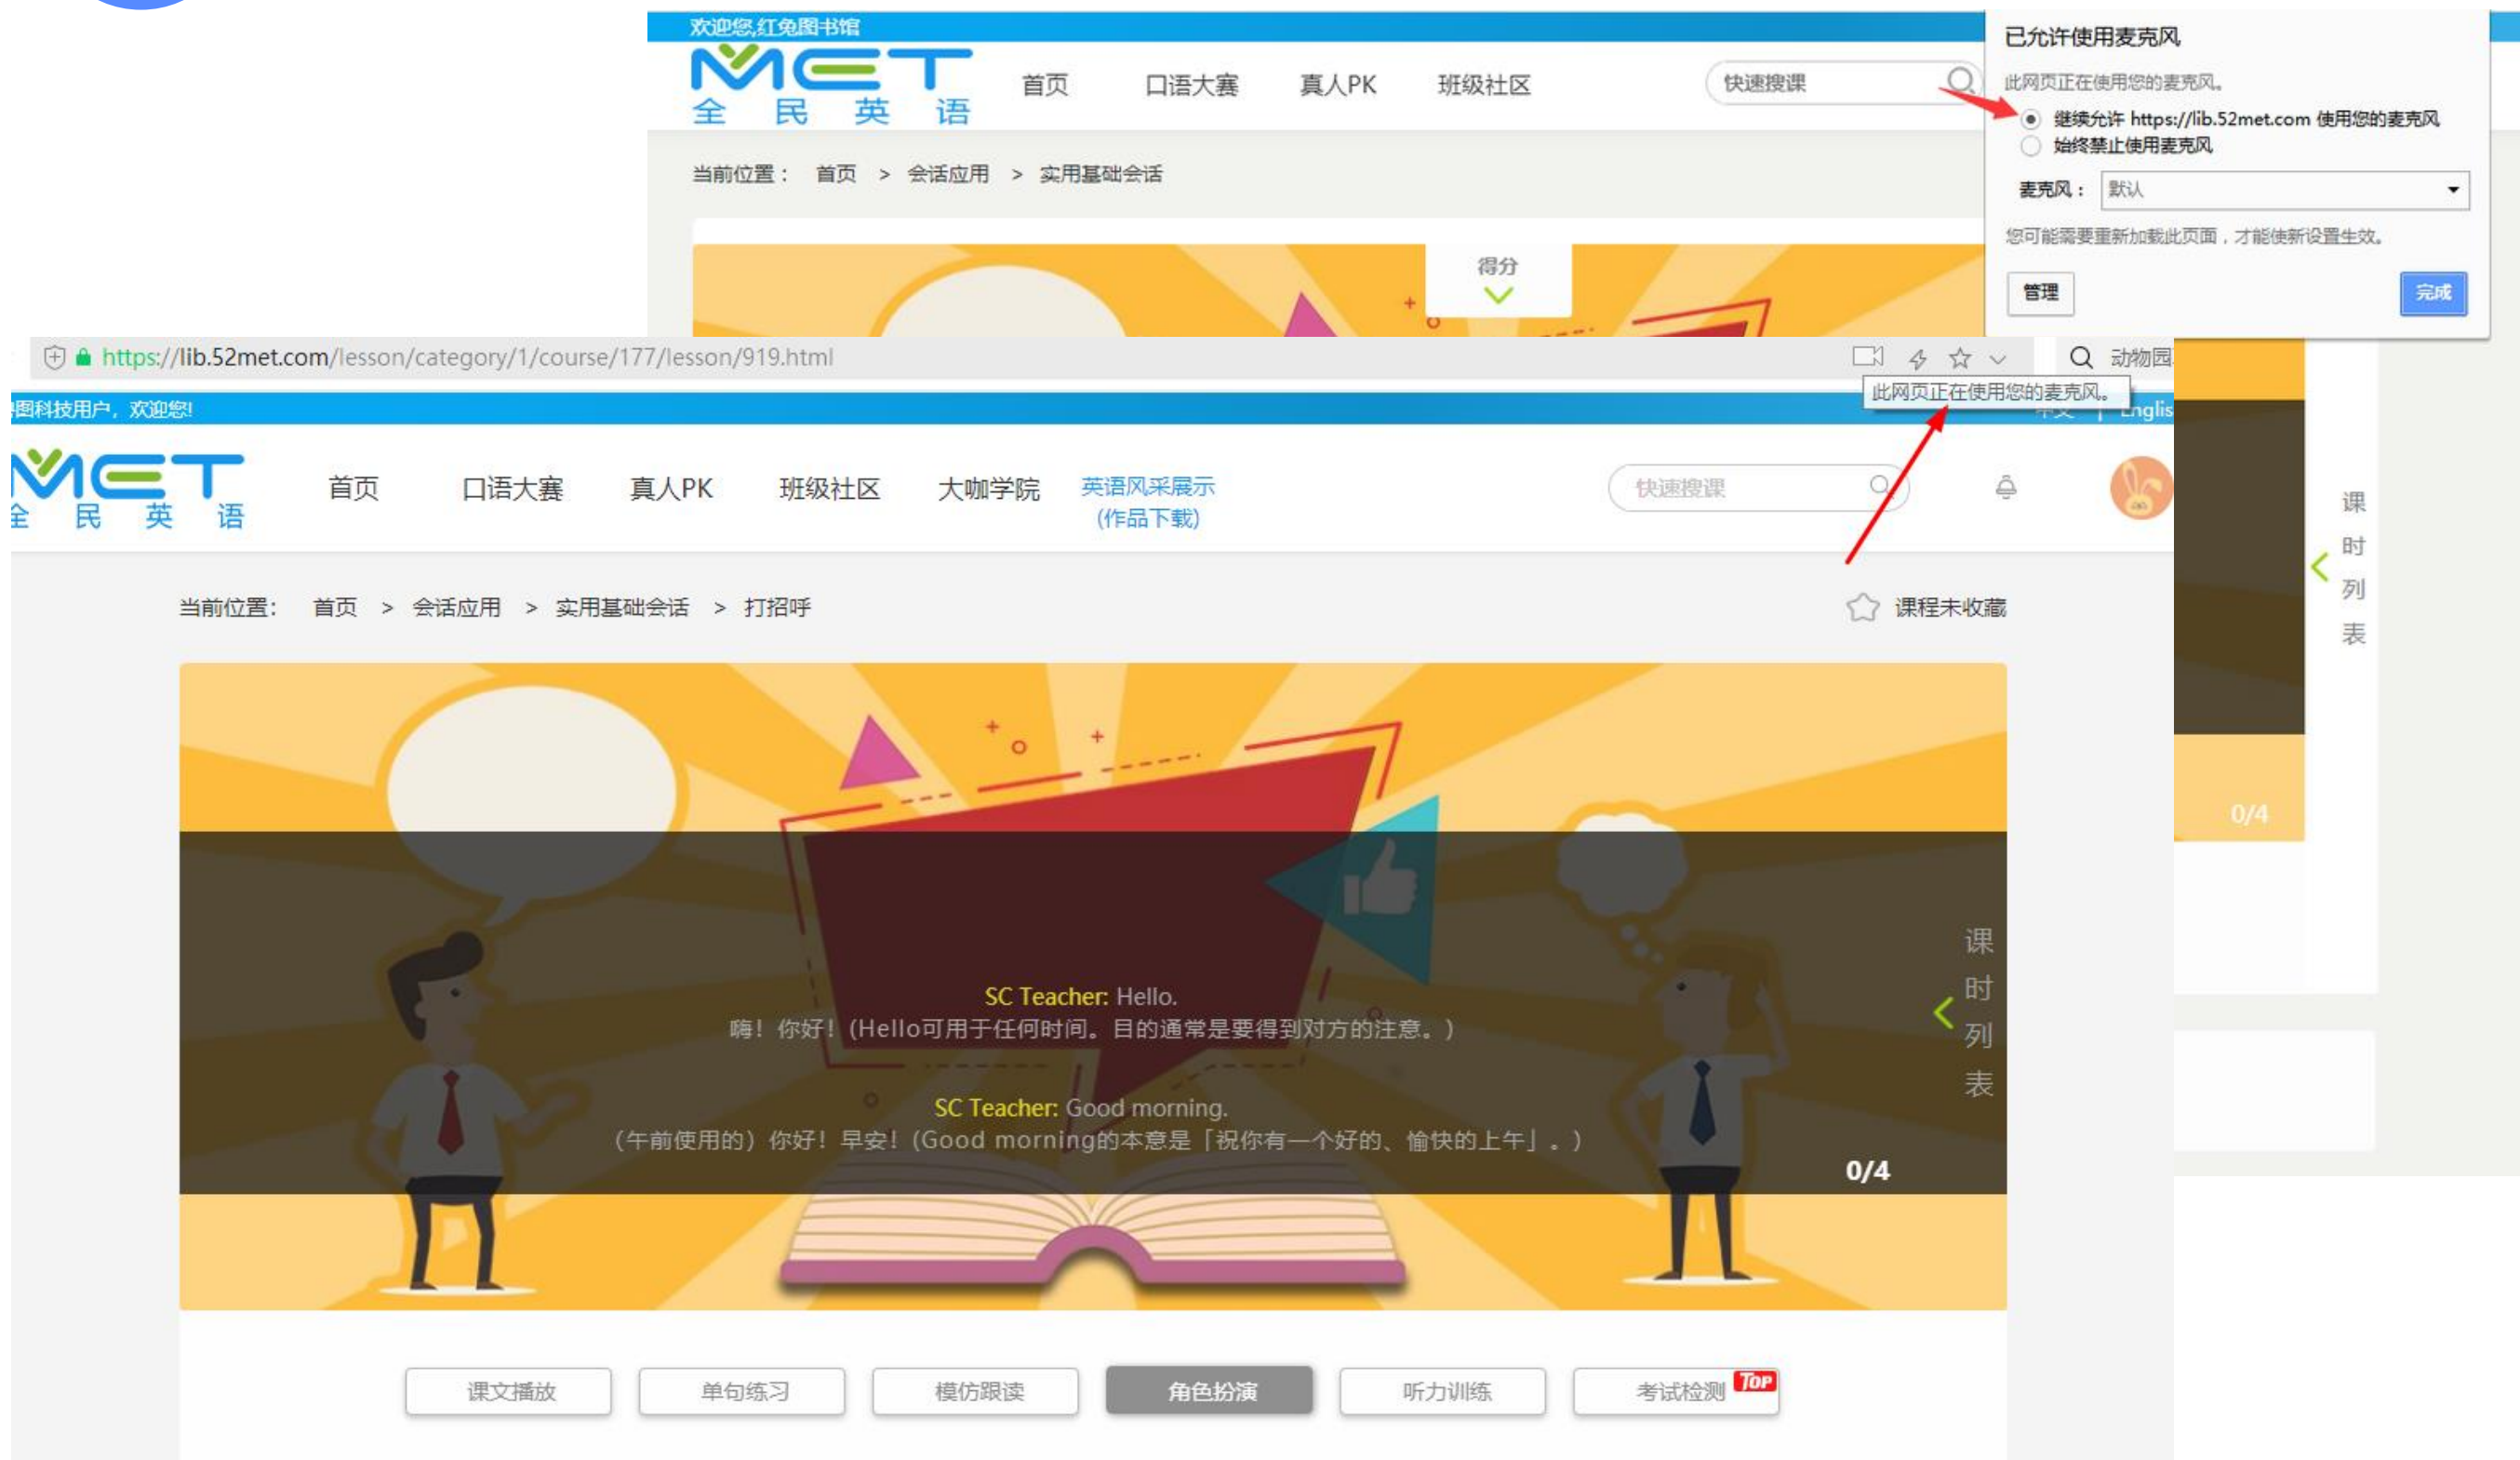 欢迎您,红兔图书馆
MET
全民英语
首页 口语大赛 真人PK 班级社区
快速搜课
当前位置： 首页 > 会话应用 > 实用基础会话
得分
已允许使用麦克风
此网页正在使用您的麦克风。
继续允许 https://lib.52met.com 使用您的麦克风
始终禁止使用麦克风
麦克风： 默认
您可能需要重新加载此页面，才能使新设置生效。
管理 完成
https://lib.52met.com/lesson/category/1/course/177/lesson/919.html
动物园
此网页正在使用您的麦克风。
图科技用户，欢迎您!
MET
全民英语
首页 口语大赛 真人PK 班级社区 大咖学院 英语风采展示
(作品下载)
快速搜课
课时列表
0/4
当前位置： 首页 > 会话应用 > 实用基础会话 > 打招呼
课程未收藏
SC Teacher: Hello.
嗨！你好！(Hello可用于任何时间。目的通常是要得到对方的注意。)
SC Teacher: Good morning.
(午前使用的) 你好！早安！(Good morning的本意是「祝你有一个好的、愉快的上午」。)
0/4
课时列表
课文播放 单句练习 模仿跟读 角色扮演 听力训练 考试检测 TOP